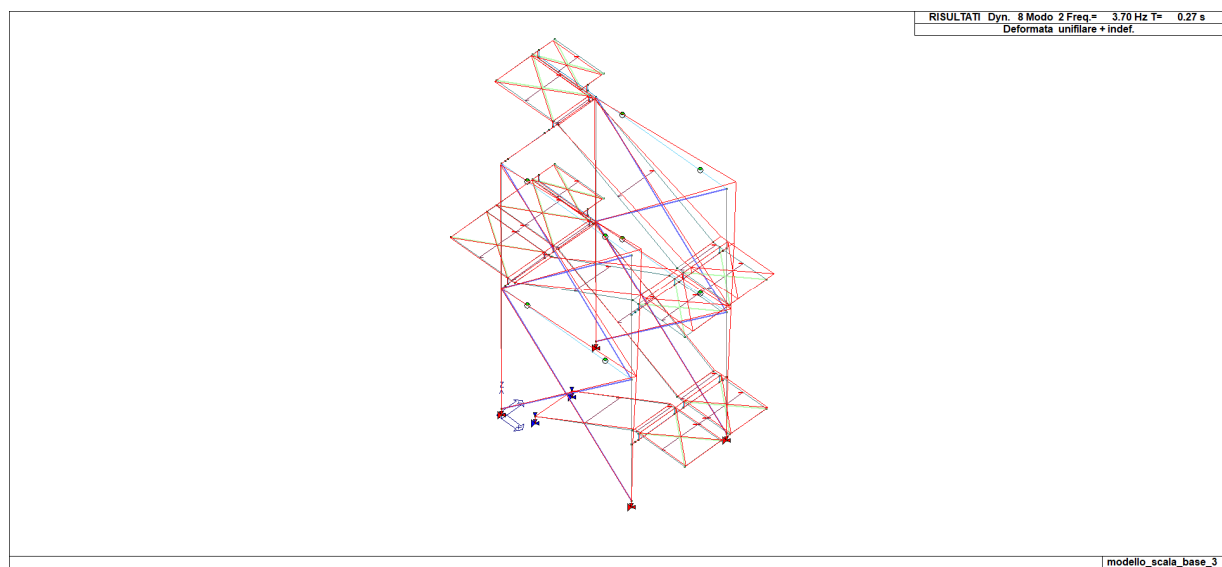 RISULTATI Dyn. 8 Modo 2 Freq.= 3.70 Hz T= 0.27 s
Deformata unifilare + indef.
Z
modello_scala_base_3